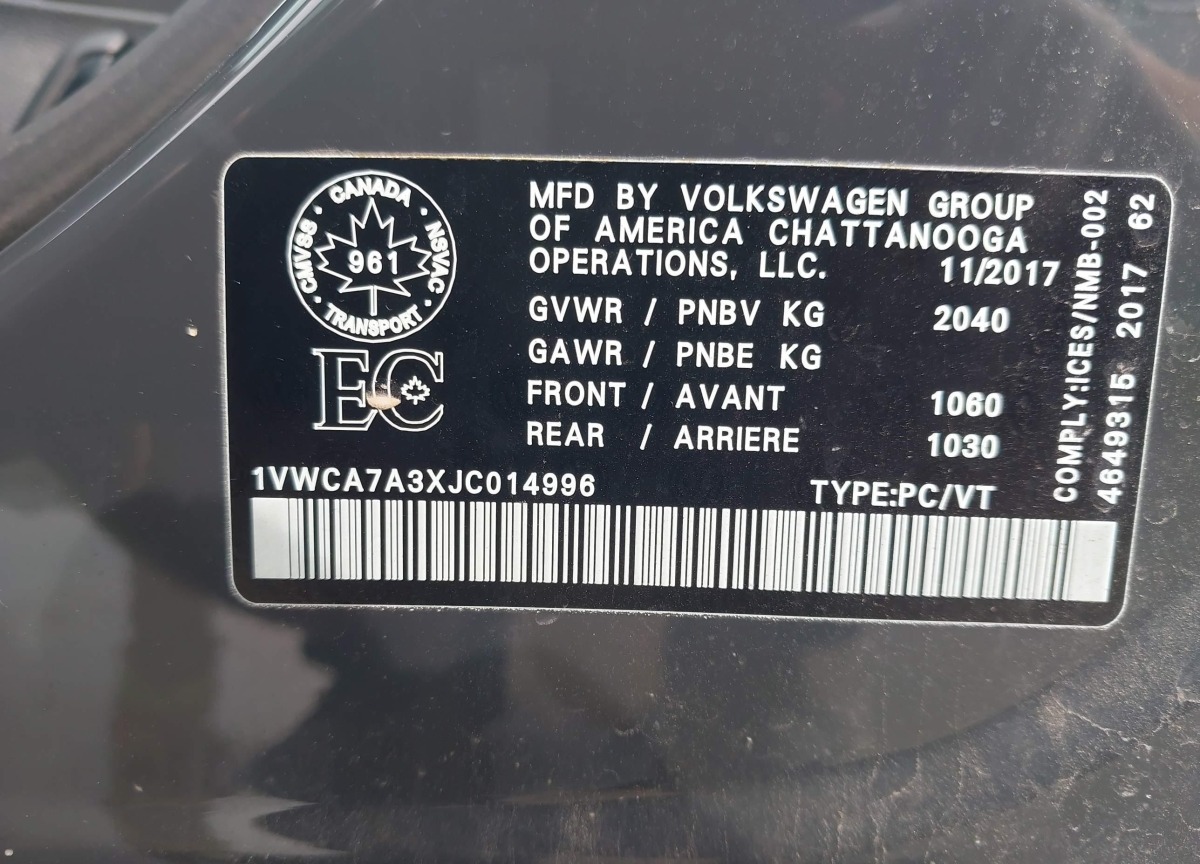 CANADA
CMVSS · NSVAC
961
TRANSPORT
EC
MFD BY VOLKSWAGEN GROUP
OF AMERICA CHATTANOOGA
OPERATIONS, LLC. 11/2017
GVWR / PNBV KG 2040
GAWR / PNBE KG
FRONT / AVANT 1060
REAR / ARRIERE 1030
1VWCA7A3XJC014996 TYPE:PC/VT
COMPLY:ICES/NMB-002
4649315 2017 62